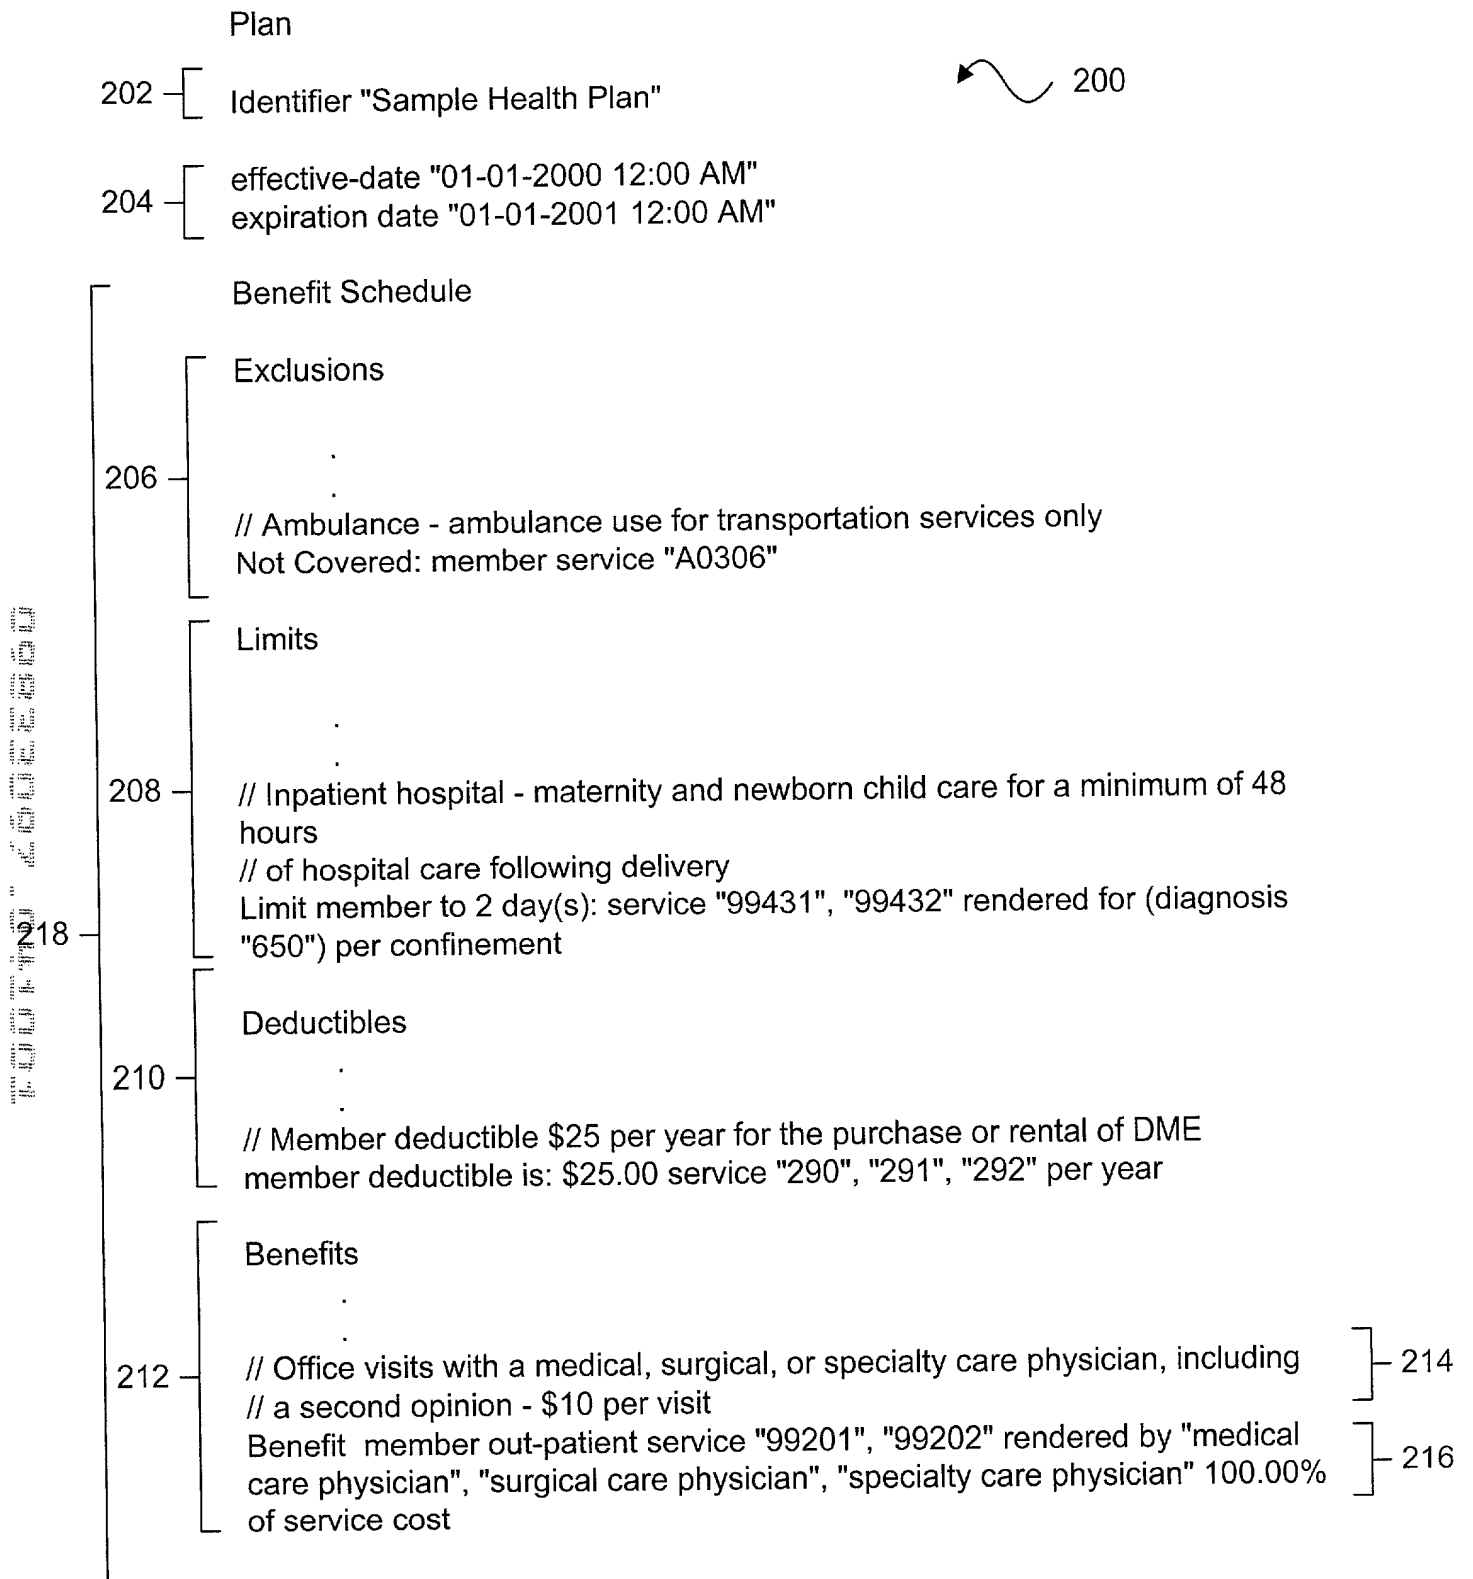 Plan
202
Identifier "Sample Health Plan"
200
204
effective-date "01-01-2000 12:00 AM"
expiration date "01-01-2001 12:00 AM"
Benefit Schedule
Exclusions
.
206
.
// Ambulance - ambulance use for transportation services only
Not Covered: member service "A0306"
Limits
.
.
208
// Inpatient hospital - maternity and newborn child care for a minimum of 48
hours
// of hospital care following delivery
Limit member to 2 day(s): service "99431", "99432" rendered for (diagnosis
218
"650") per confinement
Deductibles
.
210
.
// Member deductible $25 per year for the purchase or rental of DME
member deductible is: $25.00 service "290", "291", "292" per year
Benefits
.
.
212
// Office visits with a medical, surgical, or specialty care physician, including
214
// a second opinion - $10 per visit
Benefit  member out-patient service "99201", "99202" rendered by "medical
216
care physician", "surgical care physician", "specialty care physician" 100.00%
of service cost